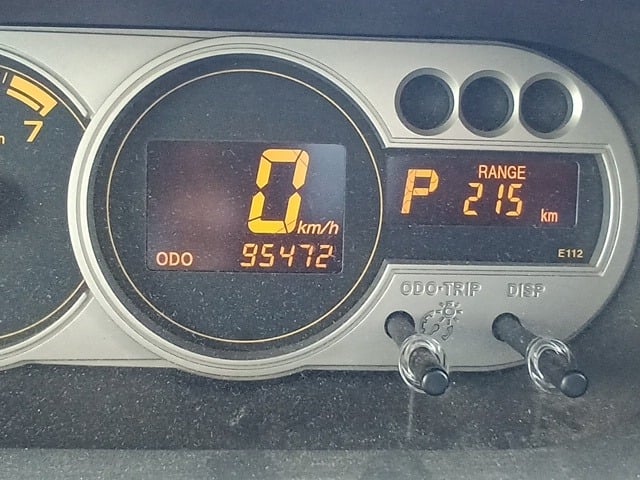 7
0 km/h
ODO 95472
P
RANGE
215 km
E112
ODO·TRIP
DISP